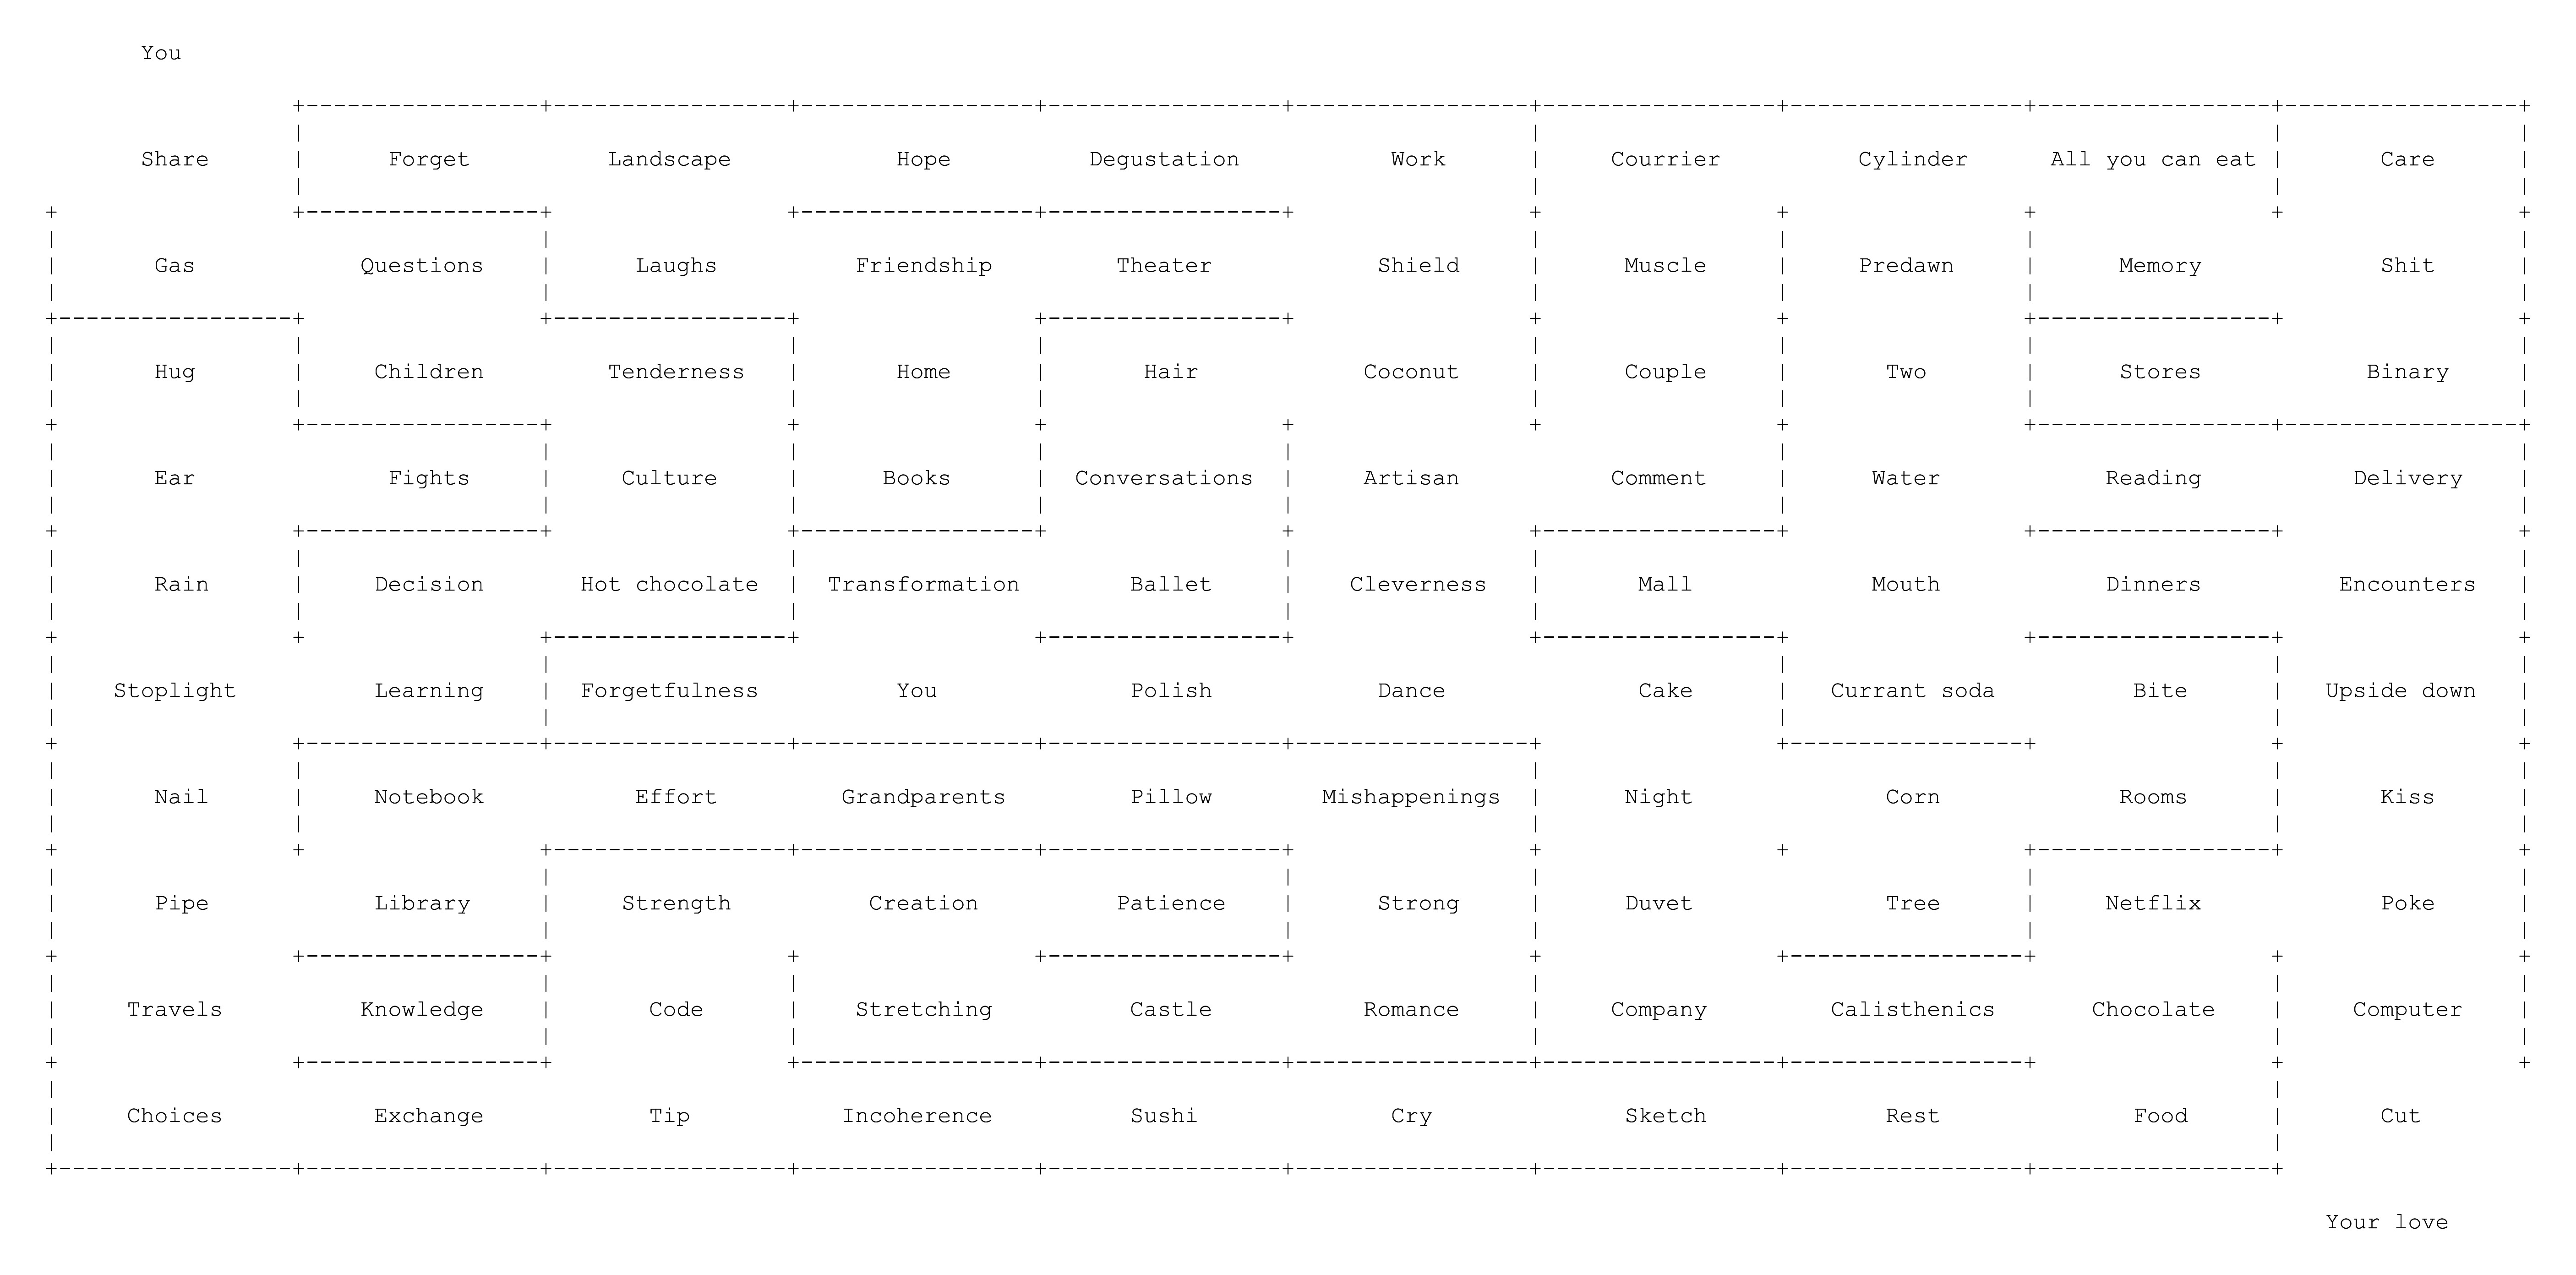 You
Share Forget Landscape Hope Degustation Work Courrier Cylinder All you can eat Care
Gas Questions Laughs Friendship Theater Shield Muscle Predawn Memory Shit
Hug Children Tenderness Home Hair Coconut Couple Two Stores Binary
Ear Fights Culture Books Conversations Artisan Comment Water Reading Delivery
Rain Decision Hot chocolate Transformation Ballet Cleverness Mall Mouth Dinners Encounters
Stoplight Learning Forgetfulness You Polish Dance Cake Currant soda Bite Upside down
Nail Notebook Effort Grandparents Pillow Mishappenings Night Corn Rooms Kiss
Pipe Library Strength Creation Patience Strong Duvet Tree Netflix Poke
Travels Knowledge Code Stretching Castle Romance Company Calisthenics Chocolate Computer
Choices Exchange Tip Incoherence Sushi Cry Sketch Rest Food Cut
Your love